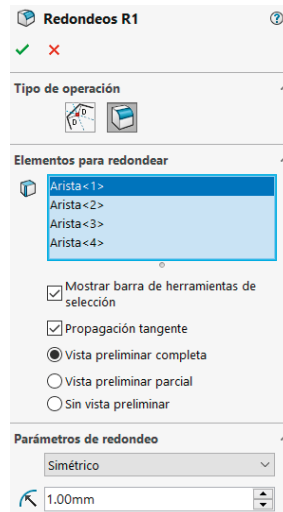 Redondeos R1
?
Tipo de operación
D
D
Elementos para redondear
Arista<1>
Arista<2>
Arista<3>
Arista<4>
Mostrar barra de herramientas de
selección
Propagación tangente
Vista preliminar completa
Vista preliminar parcial
Sin vista preliminar
Parámetros de redondeo
Simétrico
1.00mm